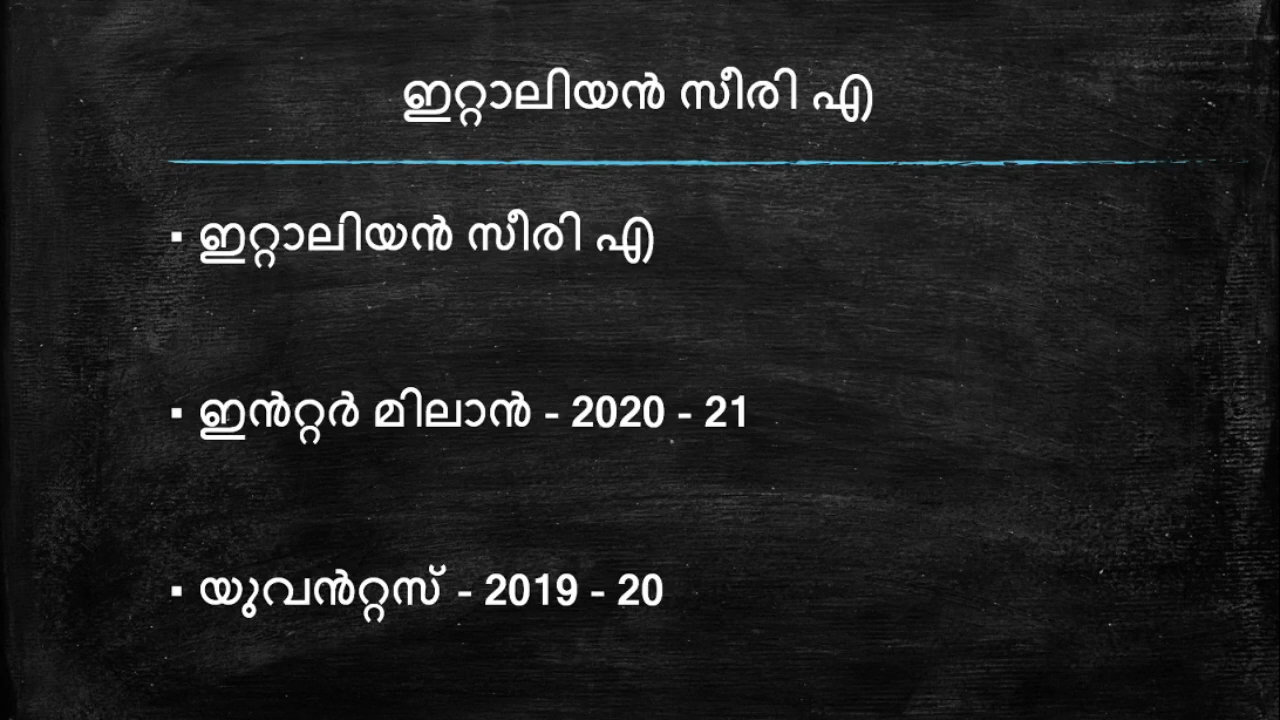 ഇറ്റാലിയൻ സീരി എ
▪ ഇറ്റാലിയൻ സീരി എ
▪ ഇൻറ്റർ മിലാൻ - 2020 - 21
▪ യുവൻറ്റസ് - 2019 - 20